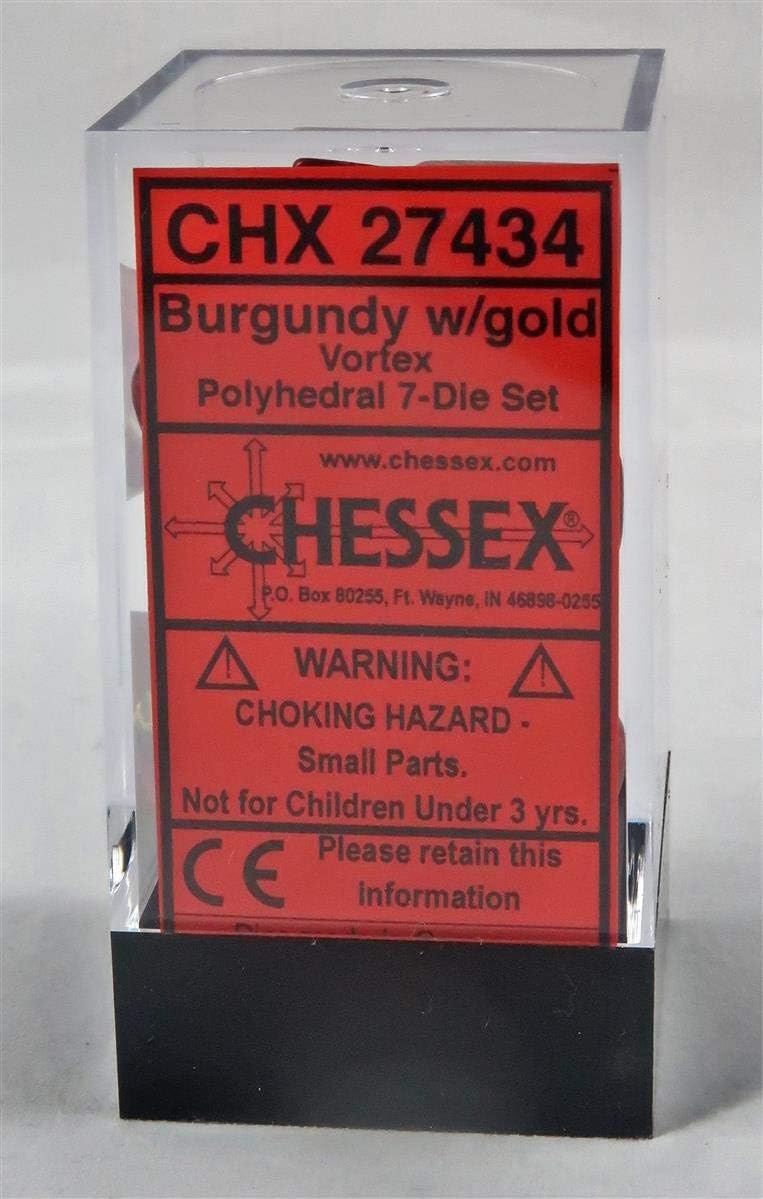 CHX 27434
Burgundy w/gold
Vortex
Polyhedral 7-Die Set
www.chessex.com
CHESSEX®
P.O. Box 80255, Ft. Wayne, IN 46898-0255
WARNING:
CHOKING HAZARD -
Small Parts.
Not for Children Under 3 yrs.
CE Please retain this
information